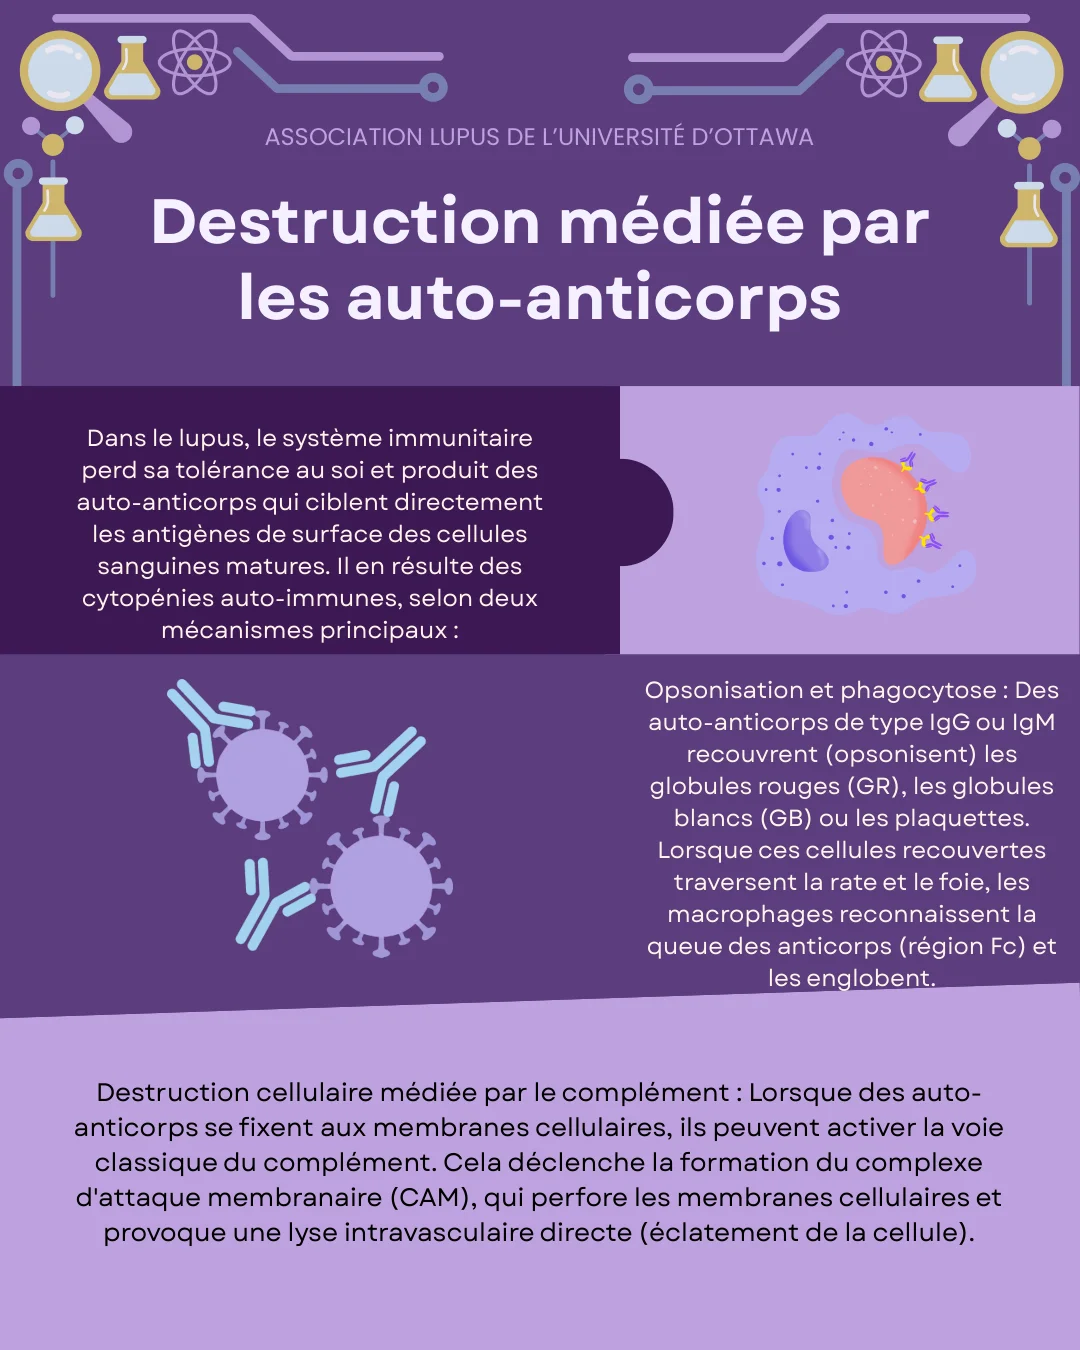 ASSOCIATION LUPUS DE L’UNIVERSITÉ D’OTTAWA
Destruction médiée par
les auto-anticorps
Dans le lupus, le système immunitaire
perd sa tolérance au soi et produit des
auto-anticorps qui ciblent directement
les antigènes de surface des cellules
sanguines matures. Il en résulte des
cytopénies auto-immunes, selon deux
mécanismes principaux :
Opsonisation et phagocytose : Des
auto-anticorps de type IgG ou IgM
recouvrent (opsonisent) les
globules rouges (GR), les globules
blancs (GB) ou les plaquettes.
Lorsque ces cellules recouvertes
traversent la rate et le foie, les
macrophages reconnaissent la
queue des anticorps (région Fc) et
les englobent.
Destruction cellulaire médiée par le complément : Lorsque des auto-
anticorps se fixent aux membranes cellulaires, ils peuvent activer la voie
classique du complément. Cela déclenche la formation du complexe
d'attaque membranaire (CAM), qui perfore les membranes cellulaires et
provoque une lyse intravasculaire directe (éclatement de la cellule).